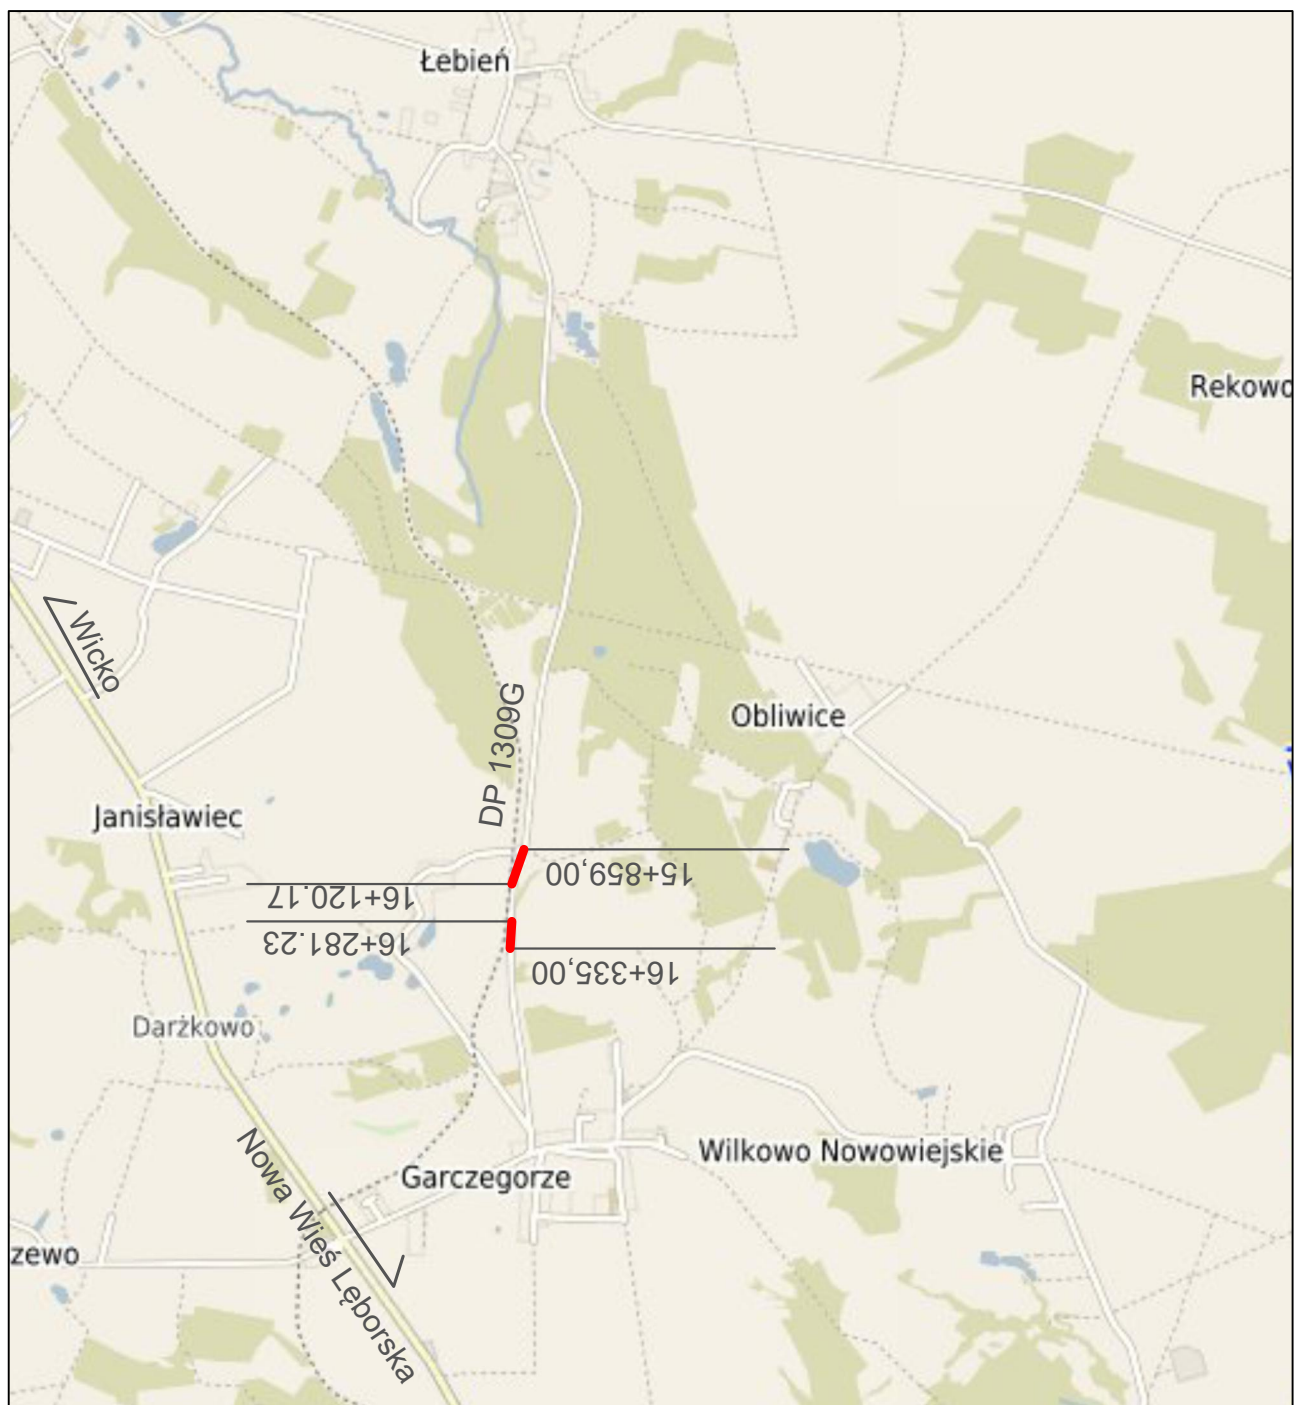 Łebień
Rekowo
Wicko
DP 1309G
Obliwice
Janisławiec
15+859,00
16+120.17
16+281.23
16+335,00
Darżkowo
Wilkowo Nowowiejskie
Garczegorze
Nowa Wieś Lęborska
zewo